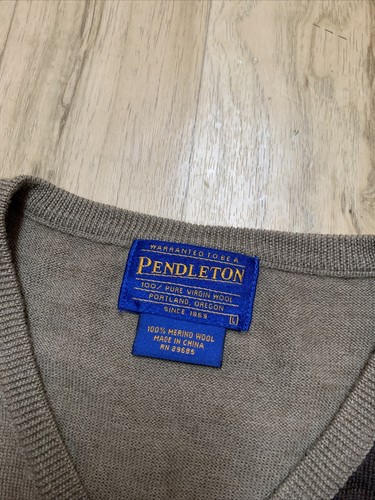 WARRANTED TO BE A
PENDLETON
100% PURE VIRGIN WOOL
PORTLAND, OREGON
SINCE 1863
L
100% MERINO WOOL
MADE IN CHINA
RN 29685